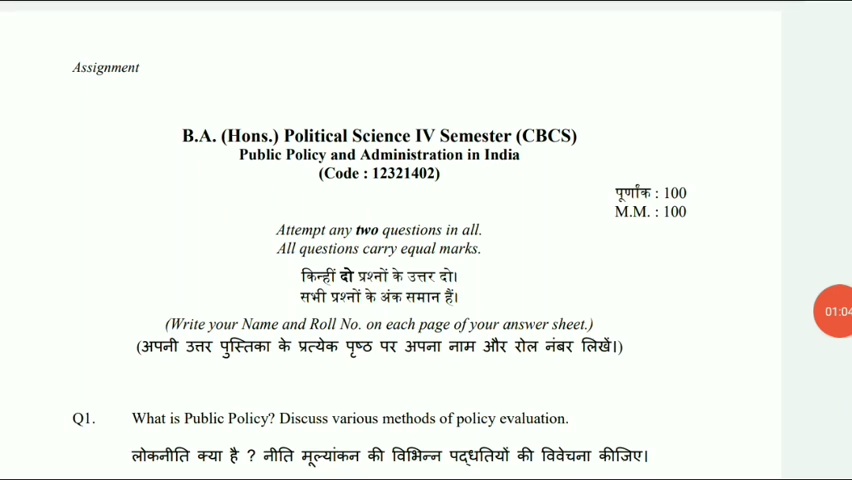 Assignment
B.A. (Hons.) Political Science IV Semester (CBCS)
Public Policy and Administration in India
(Code : 12321402)
पूर्णांक : 100
M.M. : 100
Attempt any two questions in all.
All questions carry equal marks.
किन्हीं दो प्रश्नों के उत्तर दो।
सभी प्रश्नों के अंक समान हैं।
(Write your Name and Roll No. on each page of your answer sheet.)
(अपनी उत्तर पुस्तिका के प्रत्येक पृष्ठ पर अपना नाम और रोल नंबर लिखें।)
01:04
Q1. What is Public Policy? Discuss various methods of policy evaluation.
लोकनीति क्या है ? नीति मूल्यांकन की विभिन्न पद्धतियों की विवेचना कीजिए।